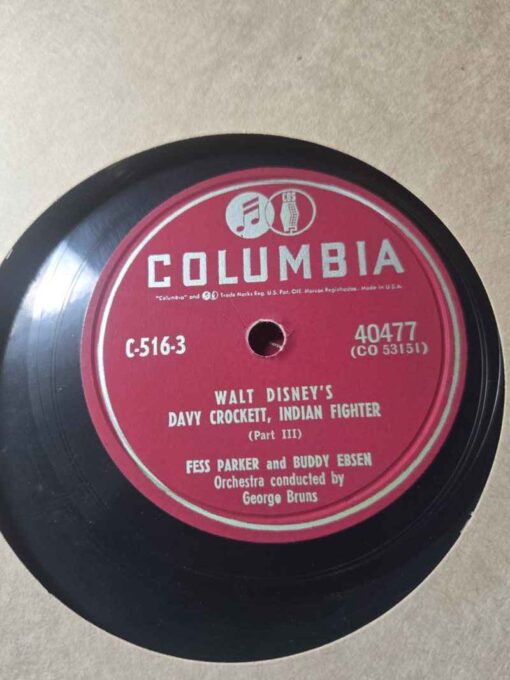 CBS
COLUMBIA
"Columbia" and Trade Marks Reg. U.S. Pat. Off. Marcas Registradas. Made in U.S.A.
C-516-3
40477
(CO 53151)
WALT DISNEY'S
DAVY CROCKETT, INDIAN FIGHTER
(Part III)
FESS PARKER and BUDDY EBSEN
Orchestra conducted by
George Bruns